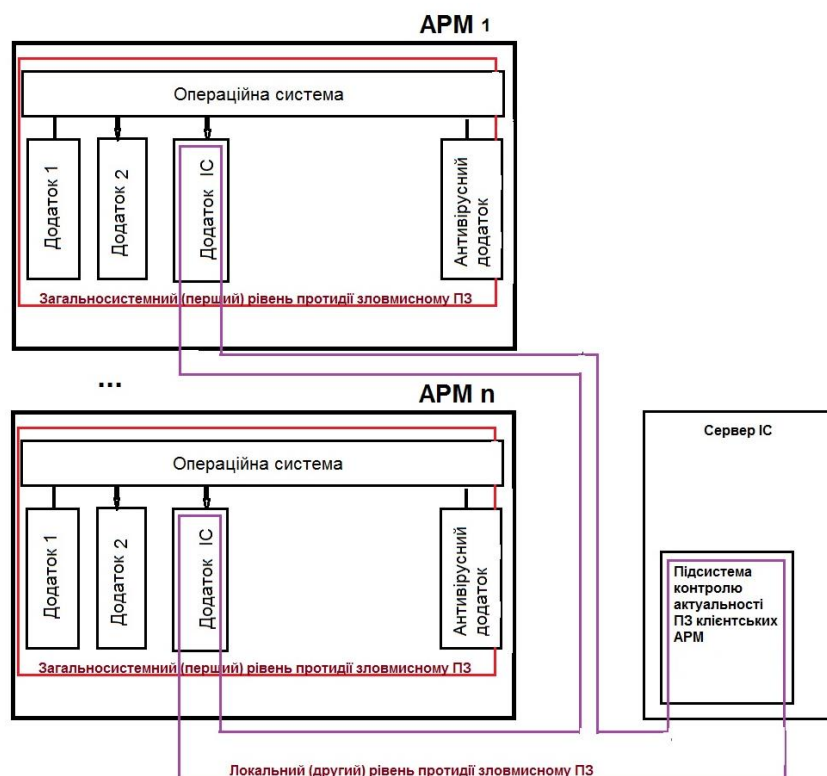 АРМ 1
Операційна система
Додаток 1
Додаток 2
Додаток ІС
Антивірусний
додаток
Загальносистемний (перший) рівень протидії зловмисному ПЗ
...
АРМ n
Операційна система
Додаток 1
Додаток 2
Додаток ІС
Антивірусний
додаток
Загальносистемний (перший) рівень протидії зловмисному ПЗ
Сервер ІС
Підсистема
контролю
актуальності
ПЗ клієнтських
АРМ
Локальний (другий) рівень протидії зловмисному ПЗ